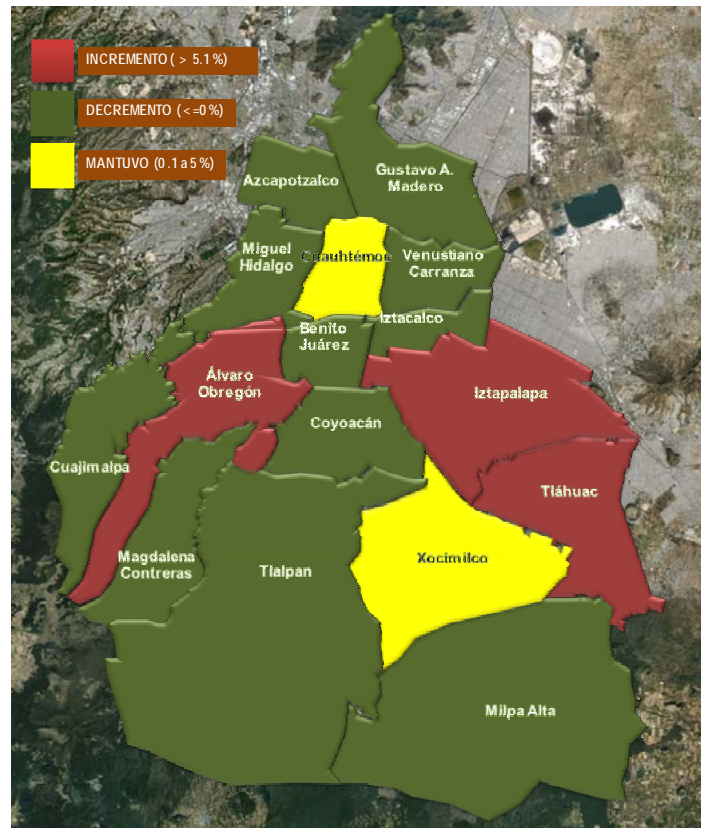 INCREMENTO ( > 5.1%)
DECREMENTO (<=0%)
MANTUVO (0.1 a 5%)
Gustavo A.
Madero
Azcapotzalco
Miguel
Hidalgo
Cuauhtémoc
Venustiano
Carranza
Iztacalco
Benito
Juárez
Álvaro
Obregón
Iztapalapa
Coyoacán
Cuajimalpa
Tláhuac
Magdalena
Contreras
Tlalpan
Xocimilco
Milpa Alta